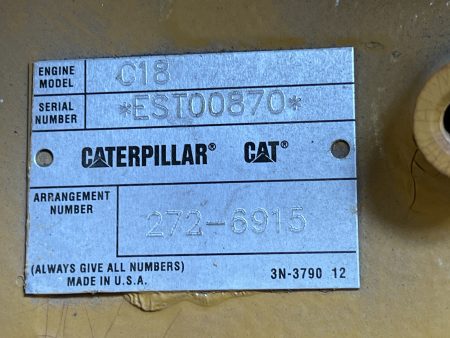 ENGINE MODEL C18
SERIAL NUMBER *EST00870*
CATERPILLAR® CAT®
ARRANGEMENT NUMBER 272-6915
(ALWAYS GIVE ALL NUMBERS)
MADE IN U.S.A. 3N-3790 12